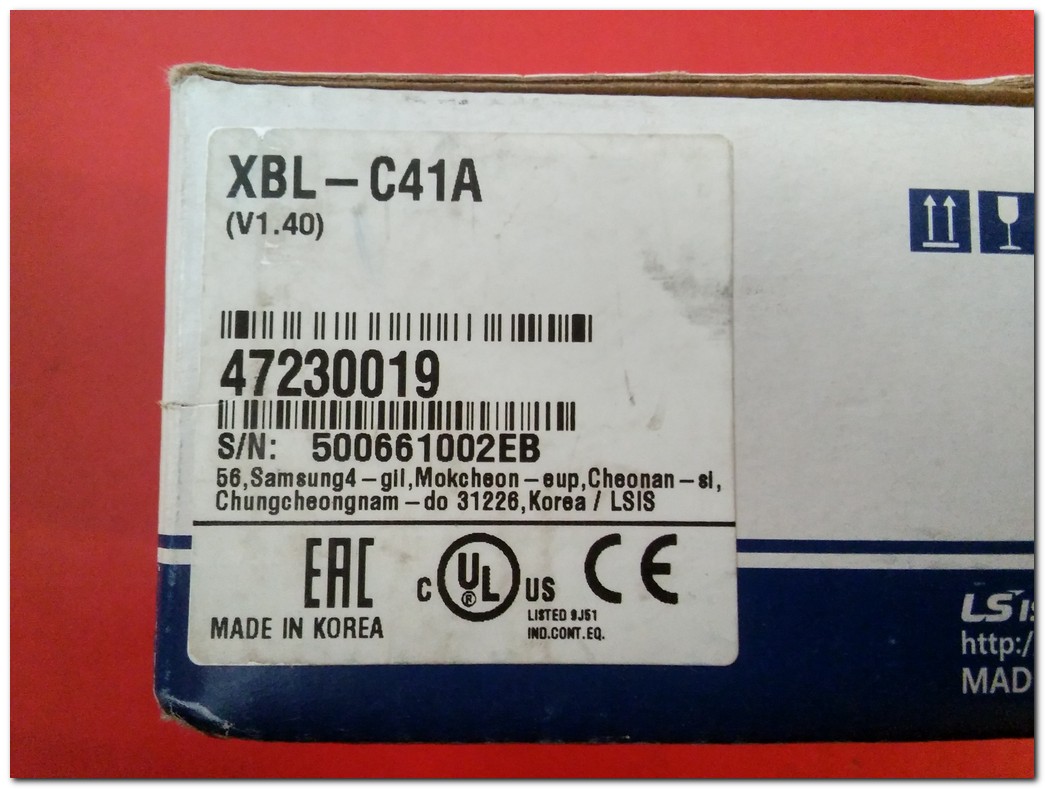 XBL-C41A
(V1.40)
47230019
S/N: 500661002EB
56,Samsung4-gil,Mokcheon-eup,Cheonan-si,
Chungcheongnam-do 31226,Korea / LSIS
EAC
C UL® US
CE
LISTED 9J51
IND.CONT.EQ.
MADE IN KOREA
LSIS
http:/
MAD